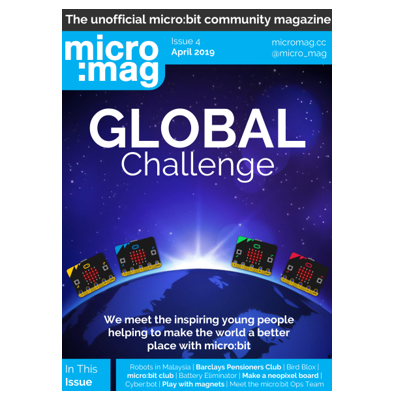 The unofficial micro:bit community magazine
micro
:mag
Issue 4
April 2019
micromag.cc
@micro_mag
GLOBAL
Challenge
We meet the inspiring young people
helping to make the world a better
place with micro:bit
In This
Issue
Robots in Malaysia | Barclays Pensioners Club | Bird Blox |
micro:bit club | Battery Eliminator | Make a neopixel board |
Cyber:bot | Play with magnets | Meet the micro:bit Ops Team